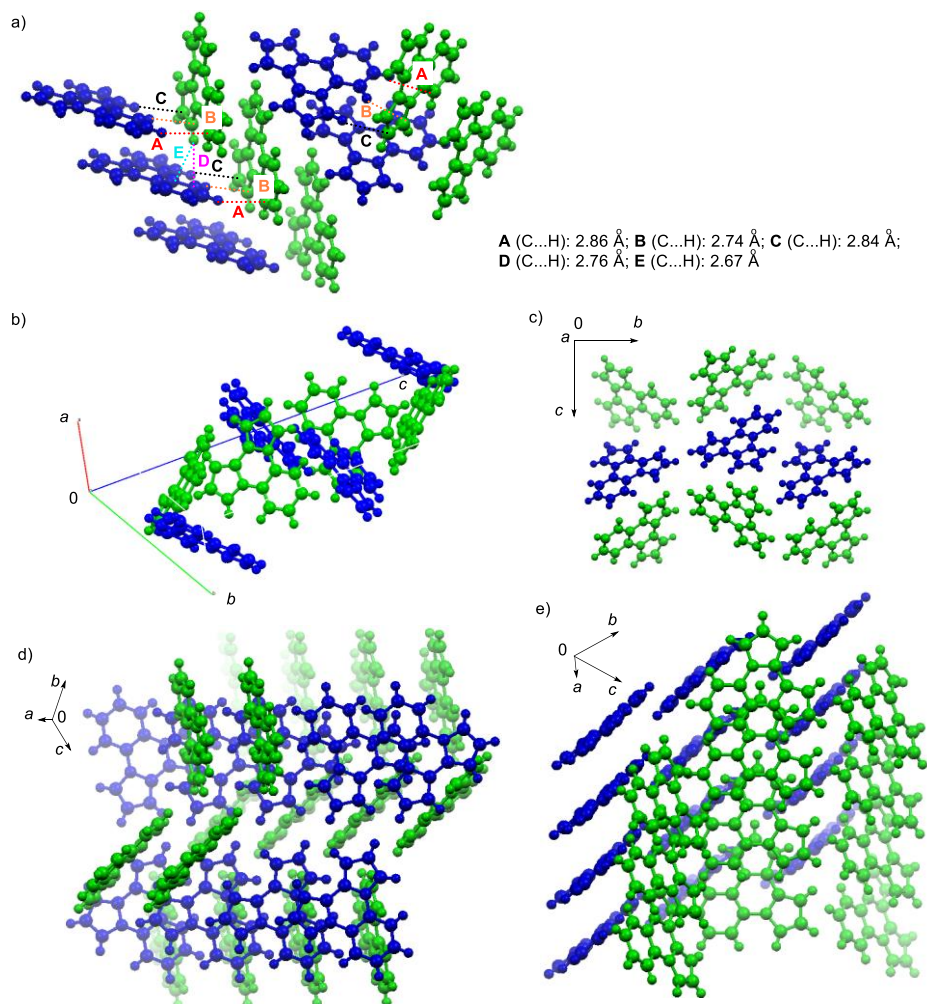 a)
C
B
A
E
D
C
B
A
A
B
C
A (C...H): 2.86 Å; B (C...H): 2.74 Å; C (C...H): 2.84 Å;
D (C...H): 2.76 Å; E (C...H): 2.67 Å
b)
a
0
b
c
c)
0
a
b
c
d)
b
a
0
c
e)
b
0
a
c